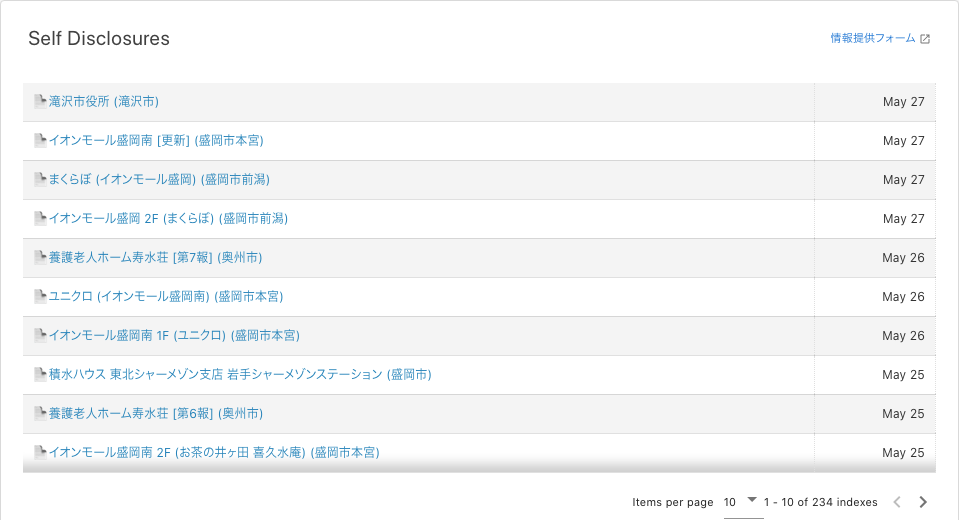 Self Disclosures
情報提供フォーム
滝沢市役所 (滝沢市) May 27
イオンモール盛岡南 [更新] (盛岡市本宮) May 27
まくらぼ (イオンモール盛岡) (盛岡市前潟) May 27
イオンモール盛岡 2F (まくらぼ) (盛岡市前潟) May 27
養護老人ホーム寿水荘 [第7報] (奥州市) May 26
ユニクロ (イオンモール盛岡南) (盛岡市本宮) May 26
イオンモール盛岡南 1F (ユニクロ) (盛岡市本宮) May 26
積水ハウス 東北シャーメゾン支店 岩手シャーメゾンステーション (盛岡市) May 25
養護老人ホーム寿水荘 [第6報] (奥州市) May 25
イオンモール盛岡南 2F (お茶の井ヶ田 喜久水庵) (盛岡市本宮) May 25
Items per page 10 1 - 10 of 234 indexes